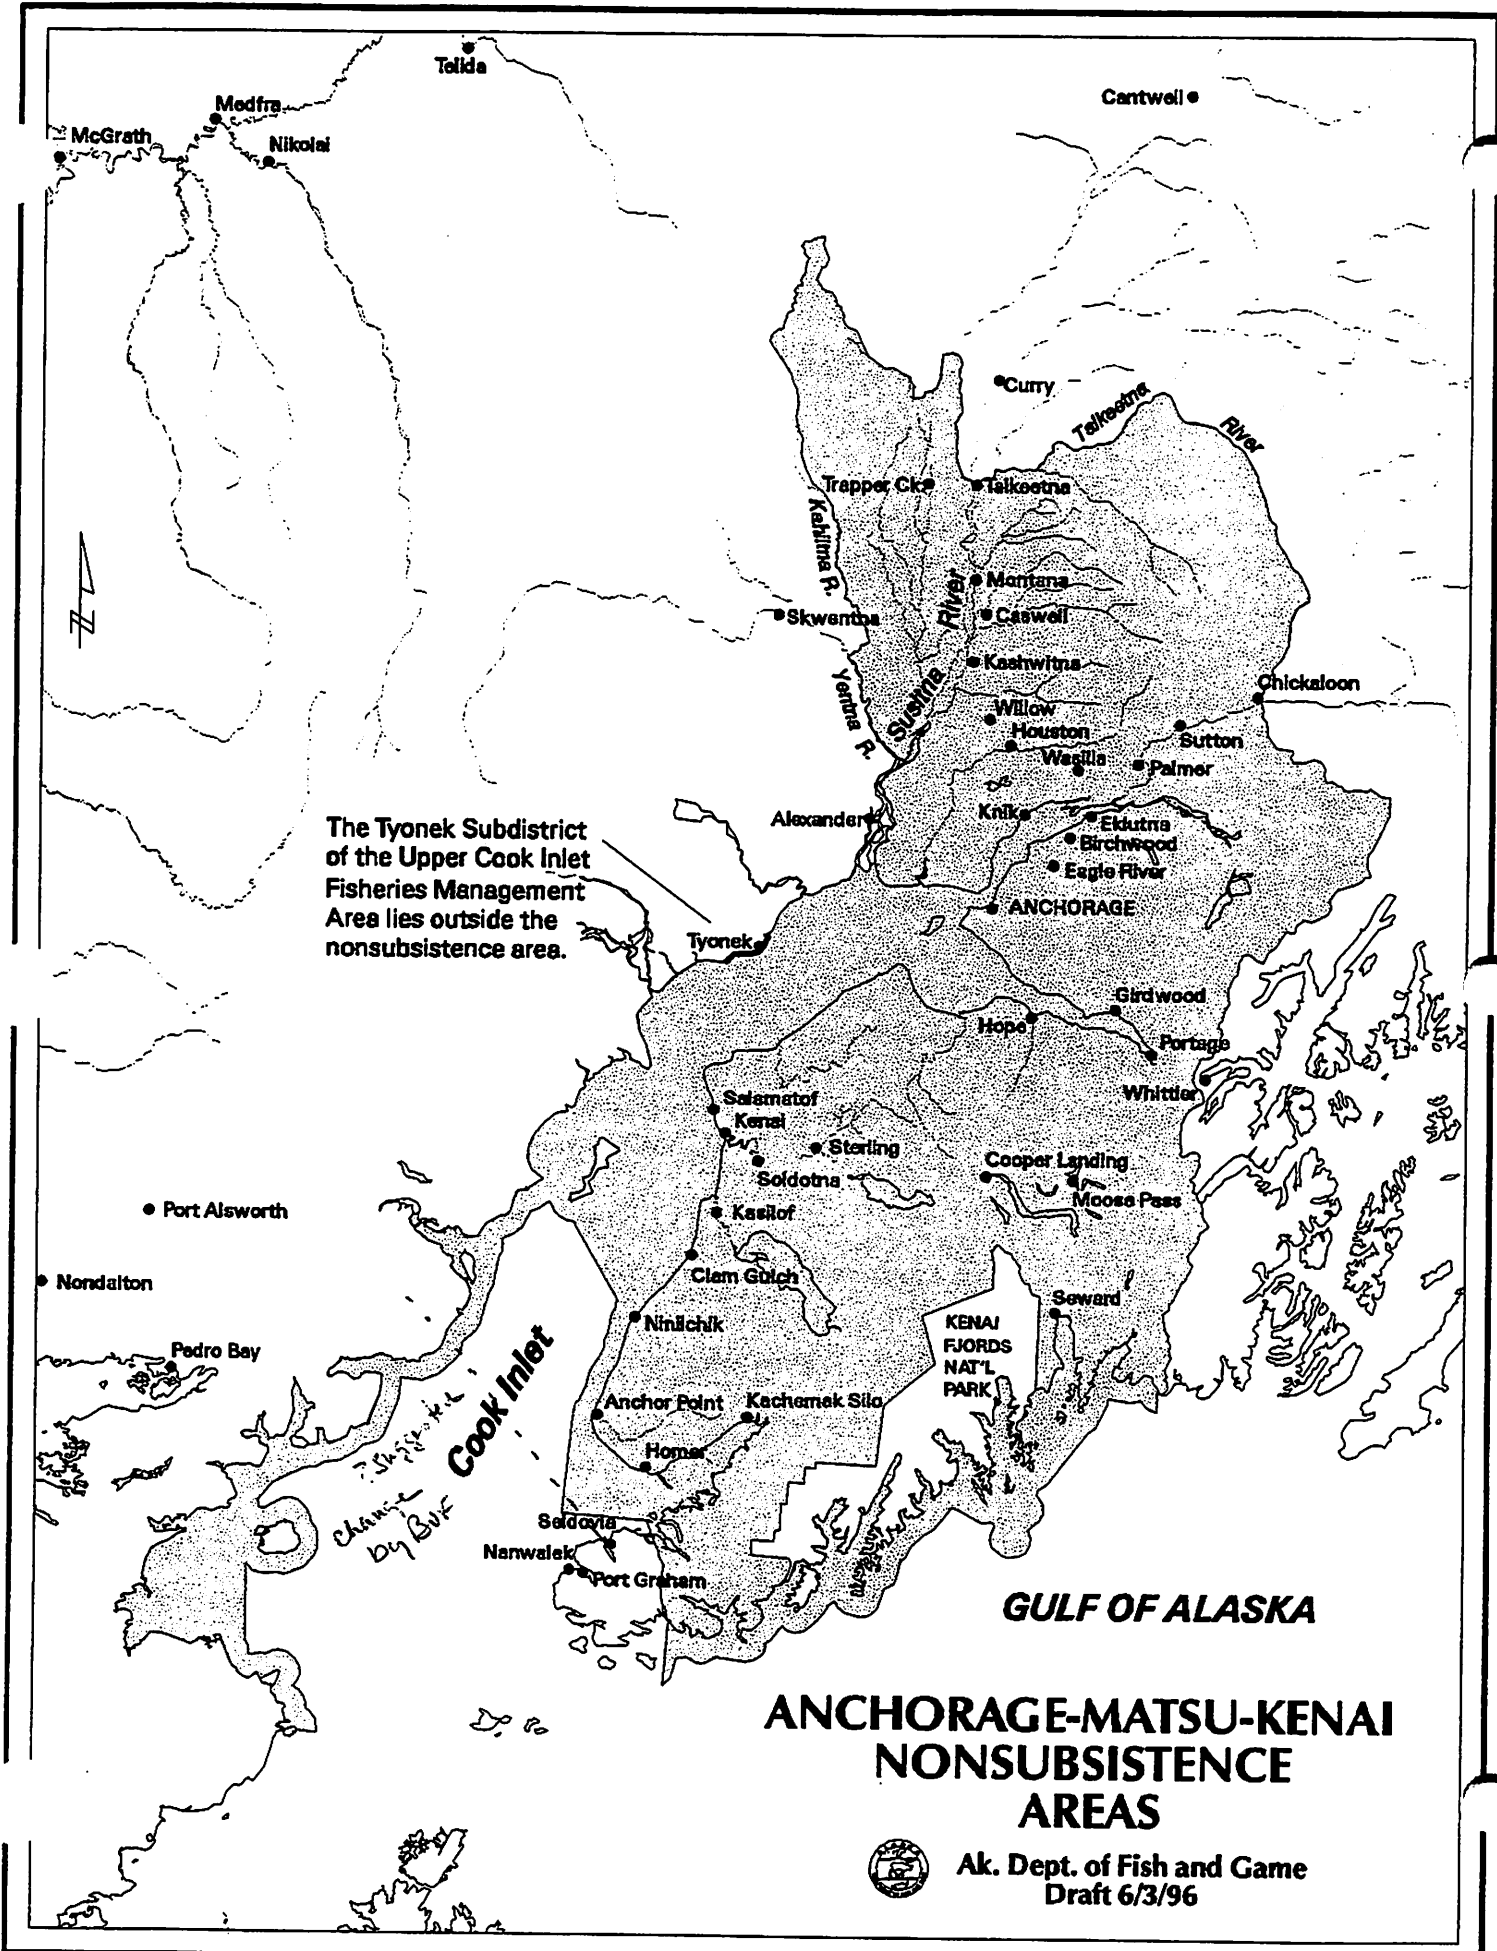 Telida
Cantwell
Medfra
McGrath
Nikolai
Curry
Talkeetna
River
Trapper Ck.
Talkeetna
Kahiltna R.
Montana
River
Caswell
Skwentna
Kashwitna
Chickaloon
Yentna R.
Susitna
Willow
Houston
Sutton
Wasilla
Palmer
Alexander
Knik
Eklutna
Birchwood
Eagle River
ANCHORAGE
The Tyonek Subdistrict
of the Upper Cook Inlet
Fisheries Management
Area lies outside the
nonsubsistence area.
Tyonek
Girdwood
Hope
Portage
Whittier
Salamatof
Kenai
Sterling
Soldotna
Cooper Landing
Moose Pass
Port Alsworth
Kasilof
Nondalton
Clam Gulch
Seward
Ninilchik
KENAI
FJORDS
NAT'L
PARK
Pedro Bay
Cook Inlet
Anchor Point
Kachemak Silo
Homer
? Suggested
change
by BOF
Seldovia
Nanwalek
Port Graham
GULF OF ALASKA
ANCHORAGE-MATSU-KENAI
NONSUBSISTENCE
AREAS
Ak. Dept. of Fish and Game
Draft 6/3/96
N